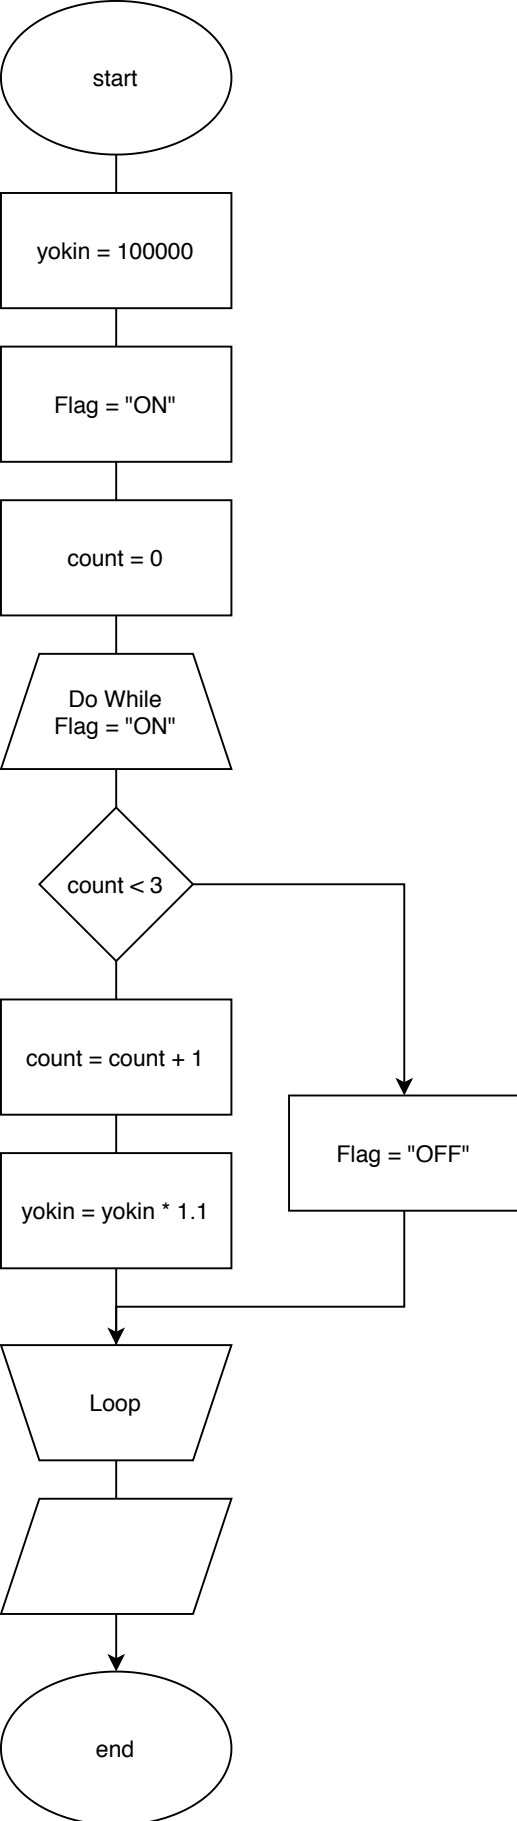 start
yokin = 100000
Flag = "ON"
count = 0
Do While
Flag = "ON"
count < 3
count = count + 1
Flag = "OFF"
yokin = yokin * 1.1
Loop
end